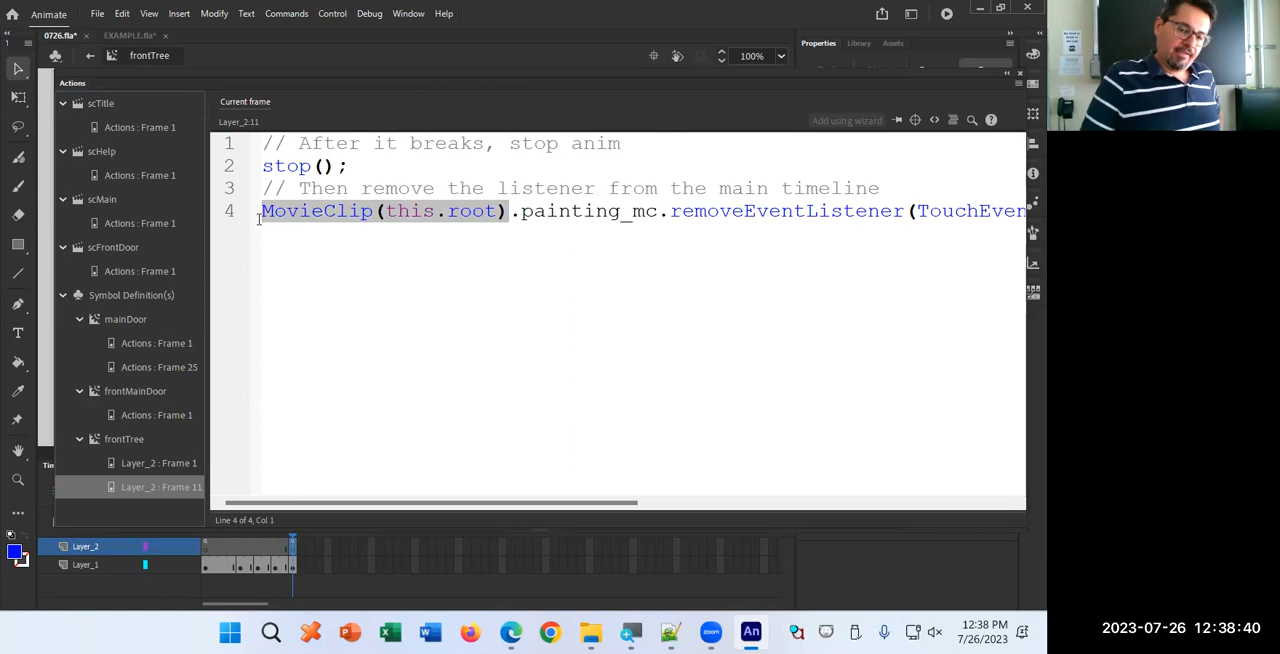 Animate File Edit View Insert Modify Text Commands Control Debug Window Help
0726.fla* × EXAMPLE.fla* ×
frontTree 100%
Properties Library Assets
Actions
Current frame
Layer_2:11
Add using wizard
scTitle
Actions : Frame 1
scHelp
Actions : Frame 1
scMain
Actions : Frame 1
scFrontDoor
Actions : Frame 1
Symbol Definition(s)
mainDoor
Actions : Frame 1
Actions : Frame 25
frontMainDoor
Actions : Frame 1
frontTree
Layer_2 : Frame 1
Layer_2 : Frame 11
1 // After it breaks, stop anim
2 stop();
3 // Then remove the listener from the main timeline
4 MovieClip(this.root).painting_mc.removeEventListener(TouchEven
Line 4 of 4, Col 1
Layer_2
Layer_1
zoom
An
12:38 PM
7/26/2023
2023-07-26 12:38:40